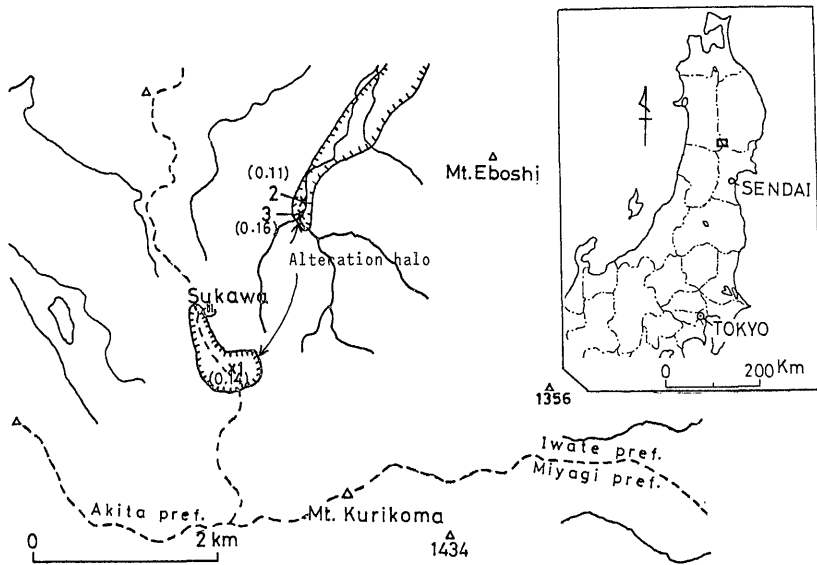 (0.11)
2
3
(0.16)
Mt.Eboshi
Alteration halo
Sukawa
1
(0.14)
1356
Iwate pref.
Miyagi pref.
Akita pref.
Mt. Kurikoma
1434
0 2 km
SENDAI
TOKYO
0 200 Km